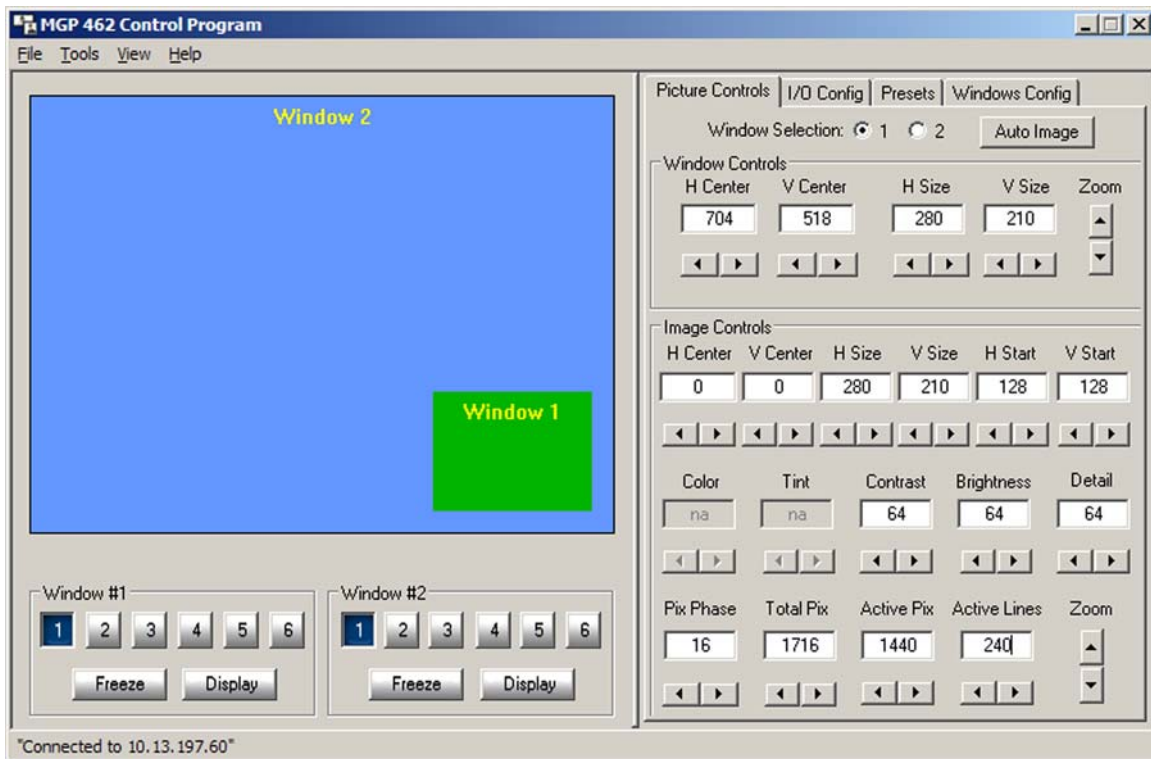 MGP 462 Control Program
File Tools View Help
Window 2
Window 1
Window #1
1 2 3 4 5 6
Freeze Display
Window #2
1 2 3 4 5 6
Freeze Display
Picture Controls I/O Config Presets Windows Config
Window Selection: 1 2 Auto Image
Window Controls
H Center V Center H Size V Size Zoom
704 518 280 210
Image Controls
H Center V Center H Size V Size H Start V Start
0 0 280 210 128 128
Color Tint Contrast Brightness Detail
na na 64 64 64
Pix Phase Total Pix Active Pix Active Lines Zoom
16 1716 1440 240
"Connected to 10.13.197.60"